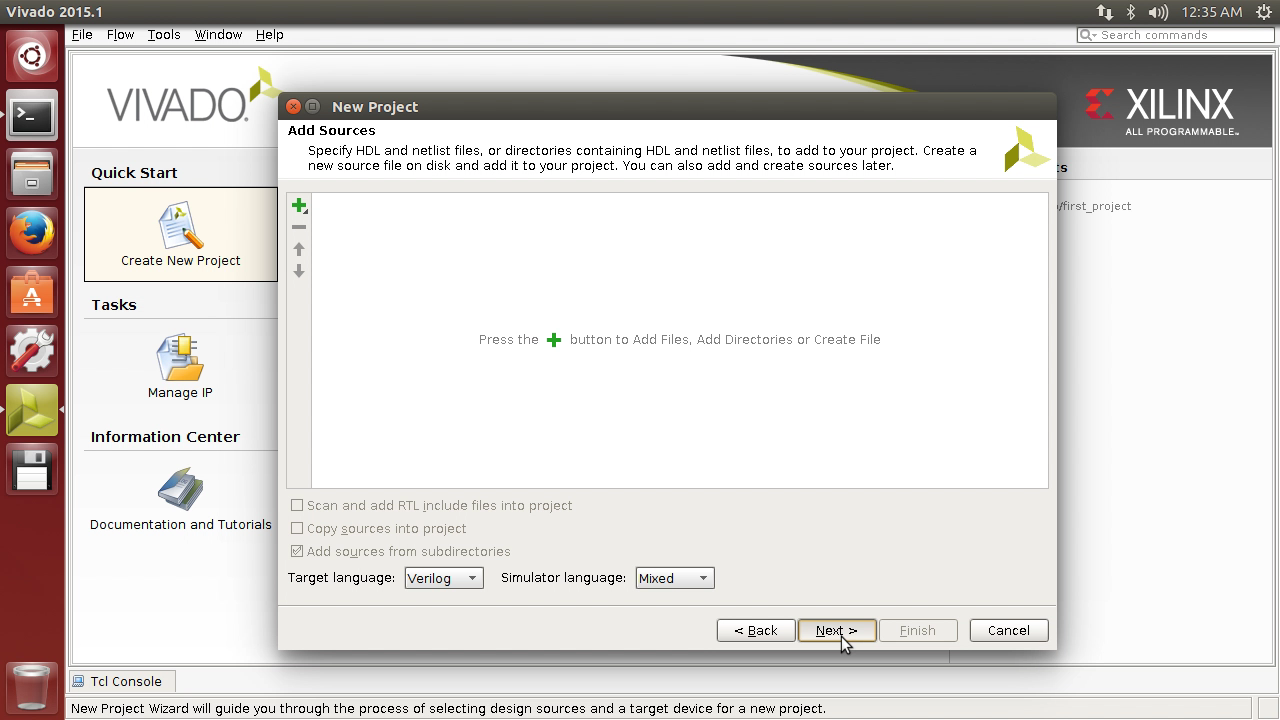 Vivado 2015.1
12:35 AM
File Flow Tools Window Help
Search commands
VIVADO.
XILINX
ALL PROGRAMMABLE™
New Project
Add Sources
Specify HDL and netlist files, or directories containing HDL and netlist files, to add to your project. Create a
new source file on disk and add it to your project. You can also add and create sources later.
Quick Start
Create New Project
Tasks
Manage IP
Information Center
Documentation and Tutorials
/first_project
Press the + button to Add Files, Add Directories or Create File
Scan and add RTL include files into project
Copy sources into project
Add sources from subdirectories
Target language: Verilog Simulator language: Mixed
< Back Next > Finish Cancel
Tcl Console
New Project Wizard will guide you through the process of selecting design sources and a target device for a new project.